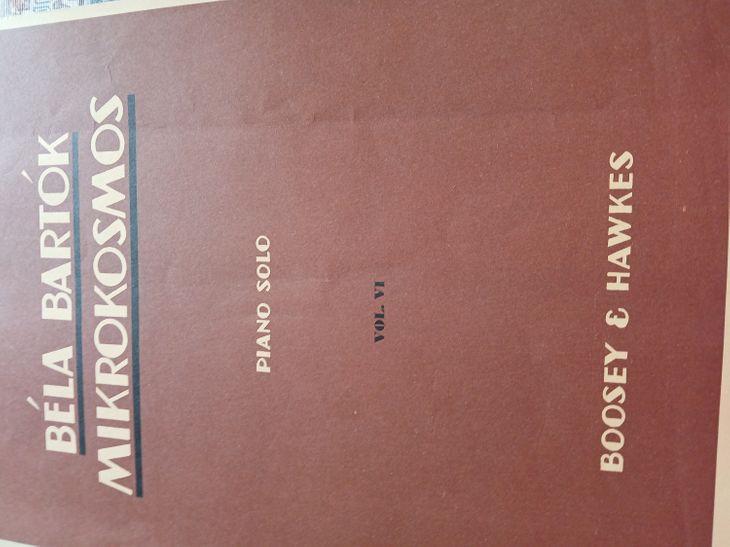 BÉLA BARTÓK
MIKROKOSMOS
PIANO SOLO
VOL. VI
BOOSEY & HAWKES